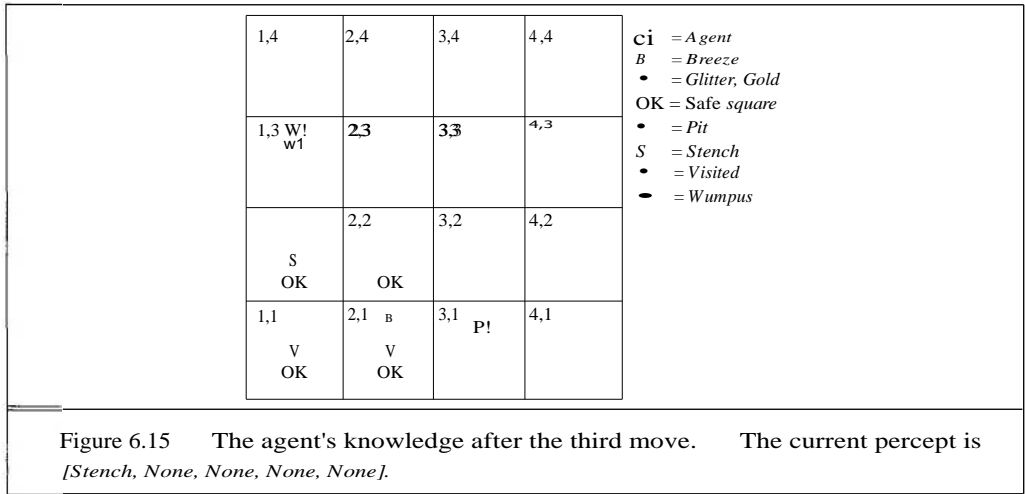 1,4 2,4 3,4 4,4
ci = Agent
B = Breeze
• = Glitter, Gold
OK = Safe square
• = Pit
S = Stench
• = Visited
= Wumpus
1,3 W! 2,3 3,3 4,3
w1
2,2 3,2 4,2
S
OK OK
1,1 2,1 B 3,1 P! 4,1
V V
OK OK
Figure 6.15 The agent's knowledge after the third move. The current percept is
[Stench, None, None, None, None].